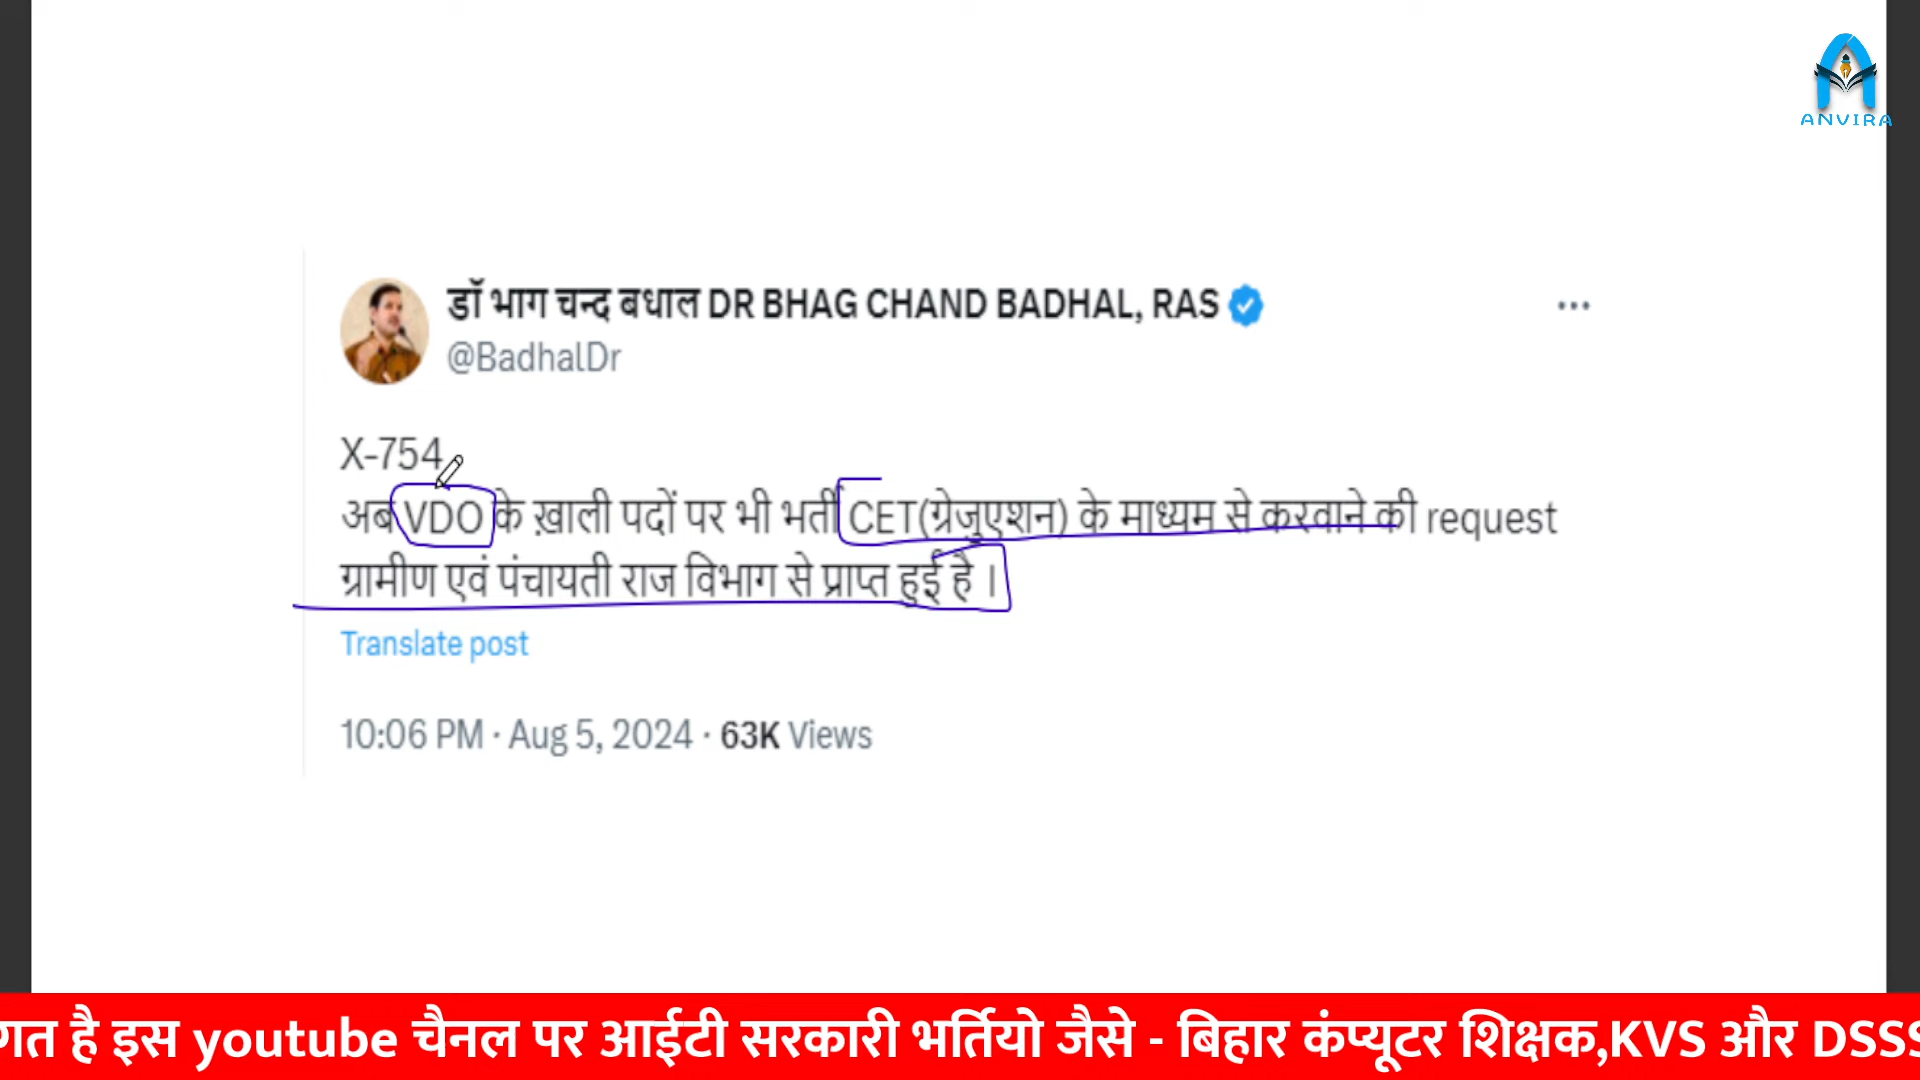 ANVIRA
डॉ भाग चन्द बधाल DR BHAG CHAND BADHAL, RAS
@BadhalDr
X-754
अब VDO के ख़ाली पदों पर भी भर्ती CET(ग्रेजुएशन) के माध्यम से करवाने की request
ग्रामीण एवं पंचायती राज विभाग से प्राप्त हुई है ।
Translate post
10:06 PM · Aug 5, 2024 · 63K Views
है इस youtube चैनल पर आईटी सरकारी भर्तियो जैसे - बिहार कंप्यूटर शिक्षक,KVS और